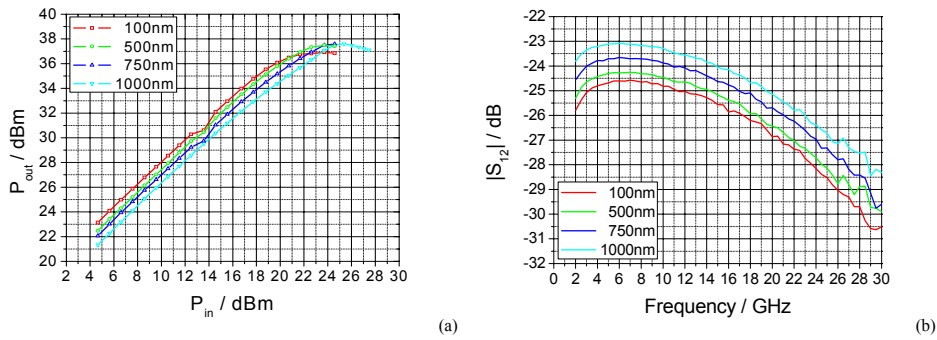 100nm
500nm
750nm
1000nm
40
38
36
34
32
30
28
26
24
22
20
P_out / dBm
2 4 6 8 10 12 14 16 18 20 22 24 26 28 30
P_in / dBm
(a)
-22
-23
-24
-25
-26
-27
-28
-29
-30
-31
-32
|S_12| / dB
100nm
500nm
750nm
1000nm
0 2 4 6 8 10 12 14 16 18 20 22 24 26 28 30
Frequency / GHz
(b)